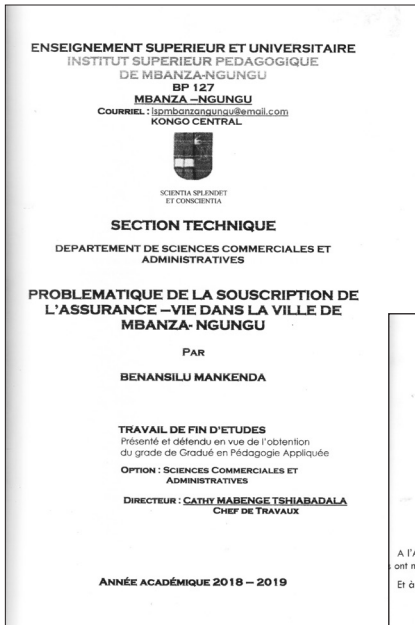 ENSEIGNEMENT SUPERIEUR ET UNIVERSITAIRE
INSTITUT SUPERIEUR PEDAGOGIQUE
DE MBANZA-NGUNGU
BP 127
MBANZA –NGUNGU
COURRIEL : ispmbanzangungu@email.com
KONGO CENTRAL
SCIENTIA SPLENDET
ET CONSCIENTIA
SECTION TECHNIQUE
DEPARTEMENT DE SCIENCES COMMERCIALES ET
ADMINISTRATIVES
PROBLEMATIQUE DE LA SOUSCRIPTION DE
L'ASSURANCE –VIE DANS LA VILLE DE
MBANZA- NGUNGU
PAR
BENANSILU MANKENDA
TRAVAIL DE FIN D'ETUDES
Présenté et défendu en vue de l'obtention
du grade de Gradué en Pédagogie Appliquée
OPTION : SCIENCES COMMERCIALES ET
ADMINISTRATIVES
DIRECTEUR : CATHY MABENGE TSHIABADALA
CHEF DE TRAVAUX
ANNÉE ACADÉMIQUE 2018 – 2019
A l'
ont
Et à